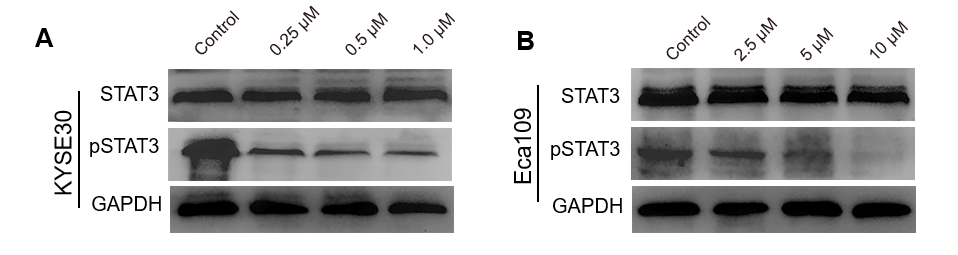 A
Control
0.25 μM
0.5 μM
1.0 μM
KYSE30
STAT3
pSTAT3
GAPDH
B
Control
2.5 μM
5 μM
10 μM
Eca109
STAT3
pSTAT3
GAPDH